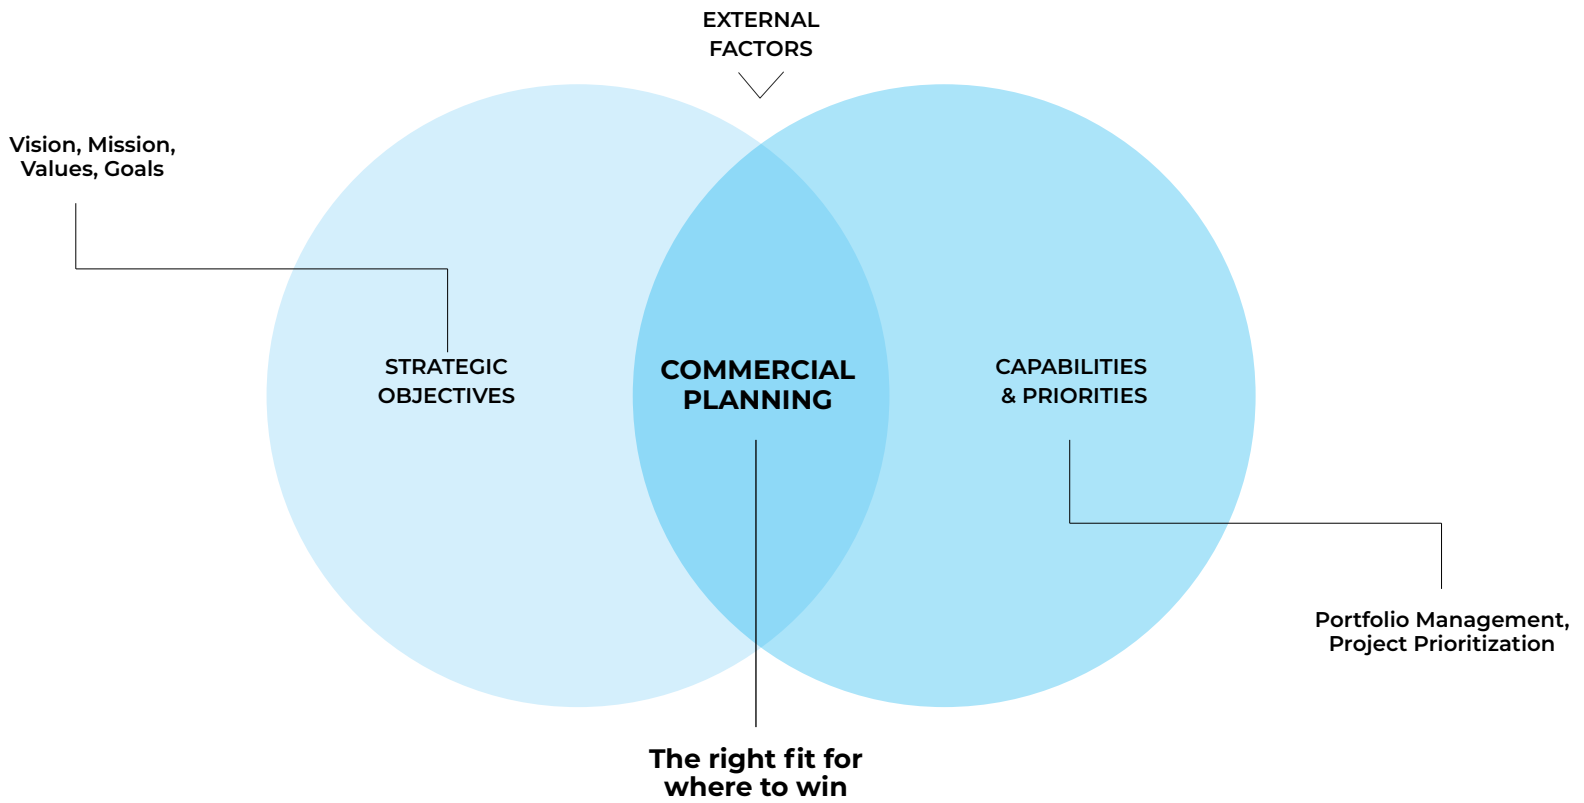 EXTERNAL
FACTORS
Vision, Mission,
Values, Goals
STRATEGIC
OBJECTIVES
COMMERCIAL
PLANNING
CAPABILITIES
& PRIORITIES
Portfolio Management,
Project Prioritization
The right fit for
where to win